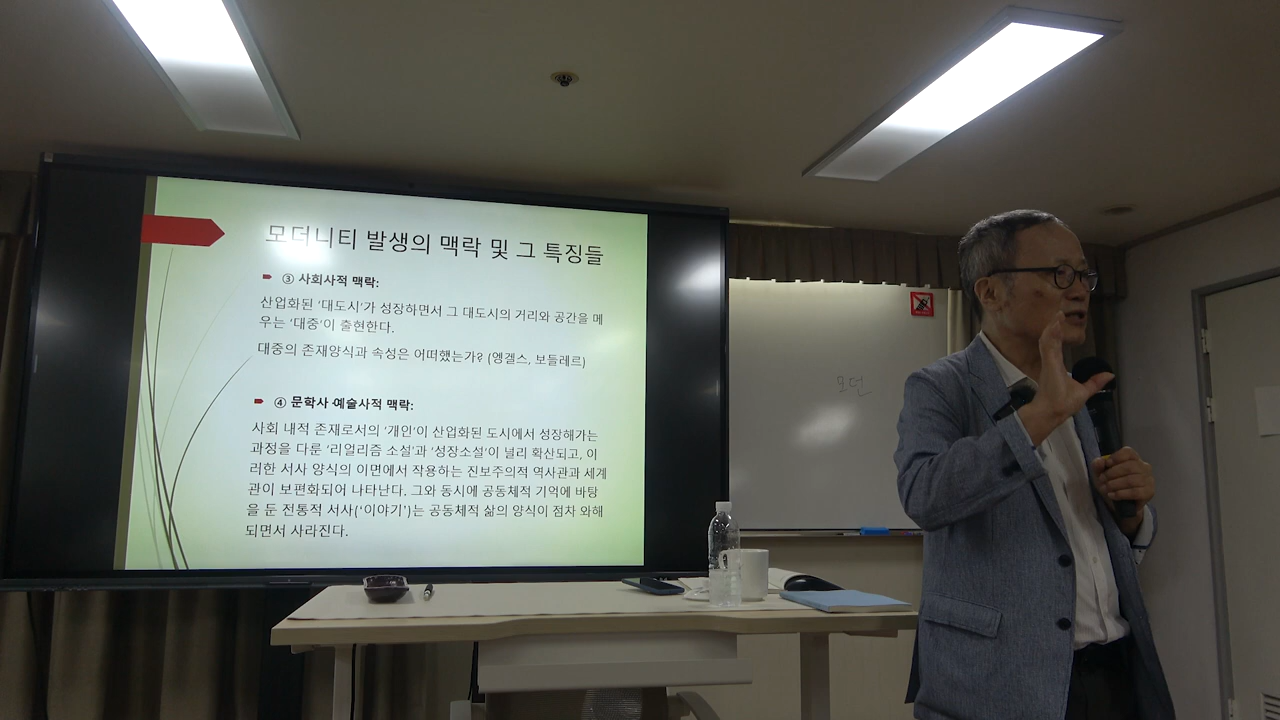 모더니티 발생의 맥락 및 그 특징들
③ 사회사적 맥락:
산업화된 '대도시'가 성장하면서 그 대도시의 거리와 공간을 메
우는 '대중'이 출현한다.
대중의 존재양식과 속성은 어떠했는가? (엥겔스, 보들레르)
④ 문학사·예술사적 맥락:
사회 내적 존재로서의 '개인'이 산업화된 도시에서 성장해가는
과정을 다룬 '리얼리즘 소설'과 '성장소설'이 널리 확산되고, 이
러한 서사 양식의 이면에서 작용하는 진보주의적 역사관과 세계
관이 보편화되어 나타난다. 그와 동시에 공동체적 기억에 바탕
을 둔 전통적 서사('이야기')는 공동체적 삶의 양식이 점차 와해
되면서 사라진다.
모던